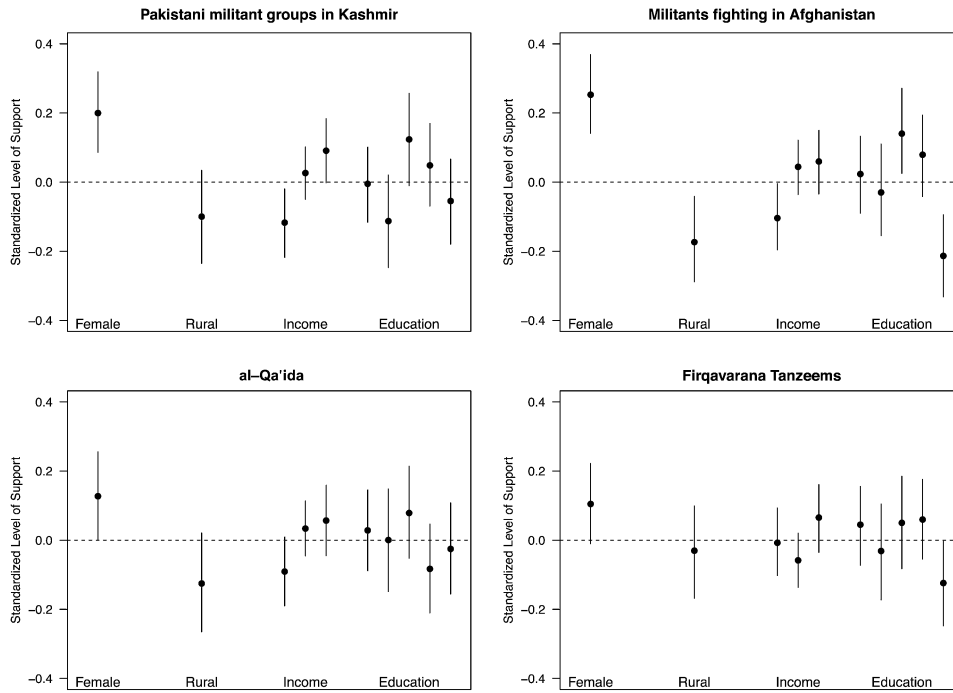 Pakistani militant groups in Kashmir
Standardized Level of Support
0.4
0.2
0.0
−0.2
−0.4
Female Rural Income Education
Militants fighting in Afghanistan
Standardized Level of Support
0.4
0.2
0.0
−0.2
−0.4
Female Rural Income Education
al−Qa'ida
Standardized Level of Support
0.4
0.2
0.0
−0.2
−0.4
Female Rural Income Education
Firqavarana Tanzeems
Standardized Level of Support
0.4
0.2
0.0
−0.2
−0.4
Female Rural Income Education